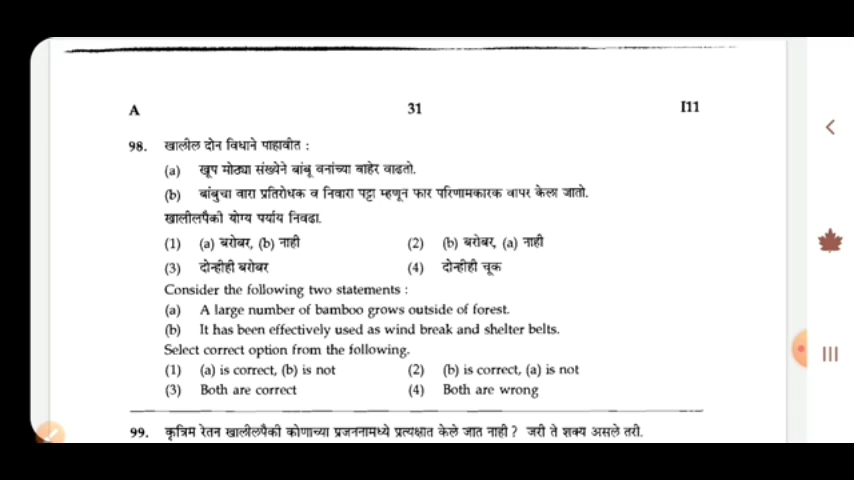 A 31 I11
98. खालील दोन विधाने पाहावीत :
(a) खूप मोठ्या संख्येने बांबू वनांच्या बाहेर वाढतो.
(b) बांबुचा वारा प्रतिरोधक व निवारा पट्टा म्हणून फार परिणामकारक वापर केला जातो.
खालीलपैकी योग्य पर्याय निवढा.
(1) (a) बरोबर, (b) नाही (2) (b) बरोबर, (a) नाही
(3) दोन्हीही बरोबर (4) दोन्हीही चूक
Consider the following two statements :
(a) A large number of bamboo grows outside of forest.
(b) It has been effectively used as wind break and shelter belts.
Select correct option from the following.
(1) (a) is correct, (b) is not (2) (b) is correct, (a) is not
(3) Both are correct (4) Both are wrong
99. कृत्रिम रेतन खालीलपैकी कोणाच्या प्रजननामध्ये प्रत्यक्षात केले जात नाही ? जरी ते शक्य असले तरी.